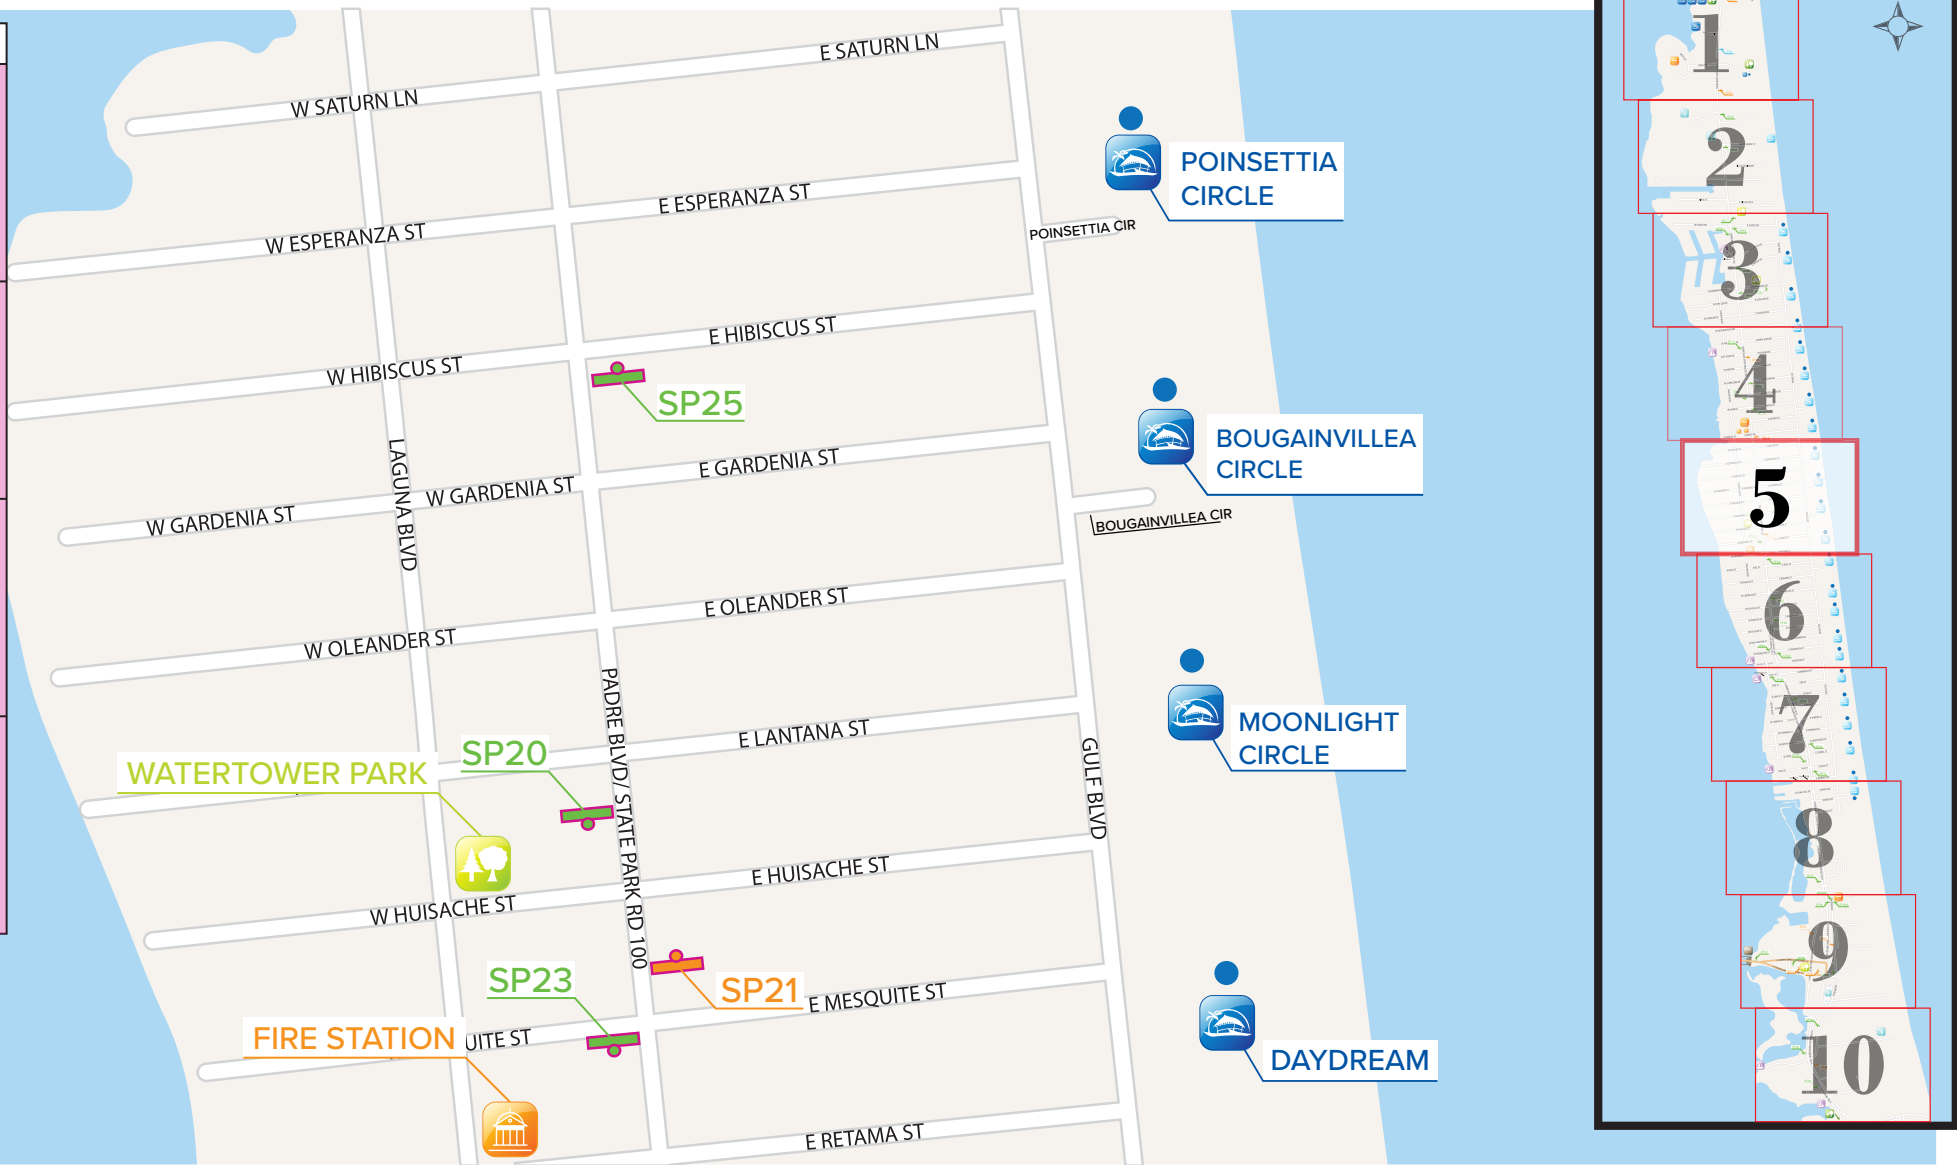 E SATURN LN
W SATURN LN
POINSETTIA
CIRCLE
E ESPERANZA ST
W ESPERANZA ST
POINSETTIA CIR
E HIBISCUS ST
W HIBISCUS ST
SP25
BOUGAINVILLEA
CIRCLE
LAGUNA BLVD
E GARDENIA ST
W GARDENIA ST
W GARDENIA ST
BOUGAINVILLEA CIR
E OLEANDER ST
W OLEANDER ST
PADRE BLVD/ STATE PARK RD 100
MOONLIGHT
CIRCLE
E LANTANA ST
GULF BLVD
SP20
WATERTOWER PARK
E HUISACHE ST
W HUISACHE ST
SP23
SP21
E MESQUITE ST
FIRE STATION
UITE ST
DAYDREAM
E RETAMA ST
1
2
3
4
5
6
7
8
9
10